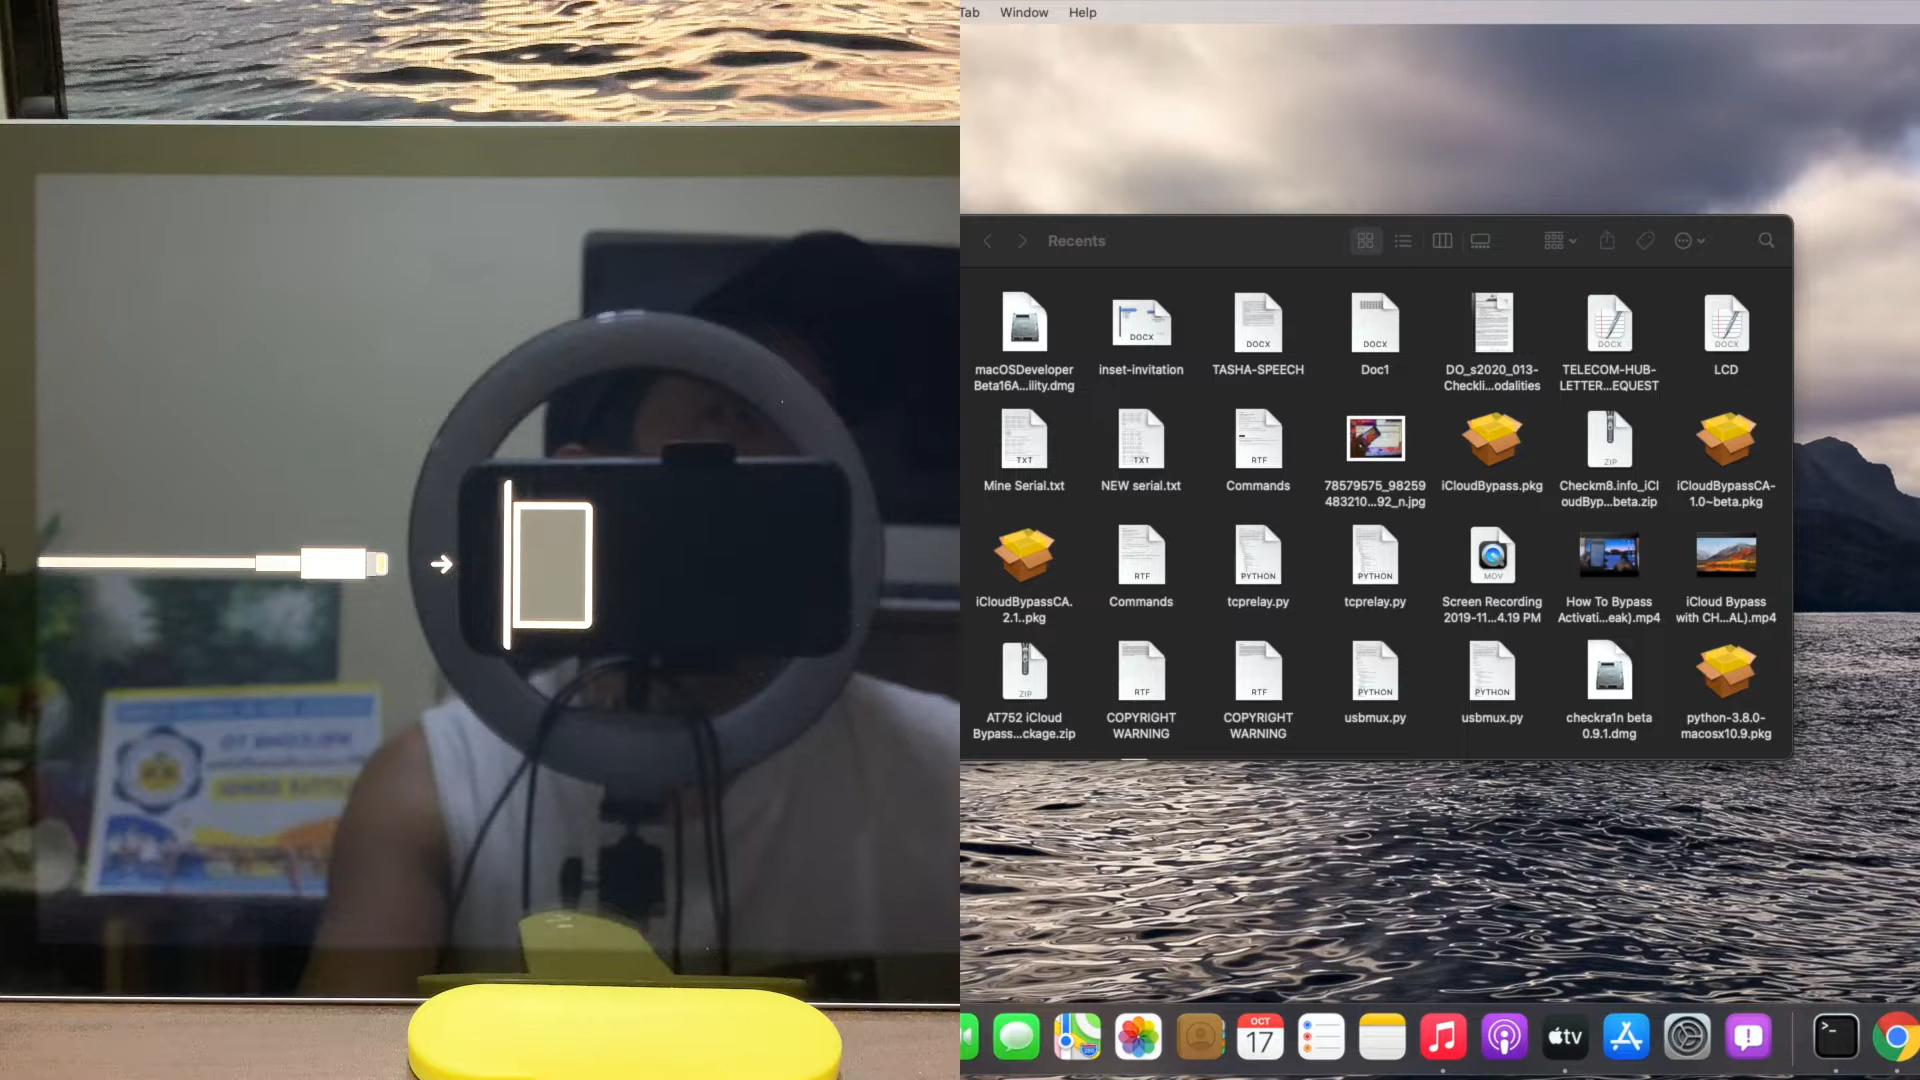 Tab Window Help
Recents
macOSDeveloper
Beta16A...ility.dmg
inset-invitation
TASHA-SPEECH
Doc1
DO_s2020_013-
Checkli...odalities
TELECOM-HUB-
LETTER...EQUEST
LCD
DOCX
DOCX
DOCX
DOCX
DOCX
Mine Serial.txt
NEW serial.txt
Commands
78579575_98259
483210...92_n.jpg
iCloudBypass.pkg
Checkm8.info_iCl
oudByp...beta.zip
iCloudBypassCA-
1.0~beta.pkg
TXT
TXT
RTF
ZIP
iCloudBypassCA.
2.1..pkg
Commands
tcprelay.py
tcprelay.py
Screen Recording
2019-11...4.19 PM
How To Bypass
Activati...eak).mp4
iCloud Bypass
with CH...AL).mp4
RTF
PYTHON
PYTHON
MOV
AT752 iCloud
Bypass...ckage.zip
COPYRIGHT
WARNING
COPYRIGHT
WARNING
usbmux.py
usbmux.py
checkra1n beta
0.9.1.dmg
python-3.8.0-
macosx10.9.pkg
ZIP
RTF
RTF
PYTHON
PYTHON
OCT
17
tv